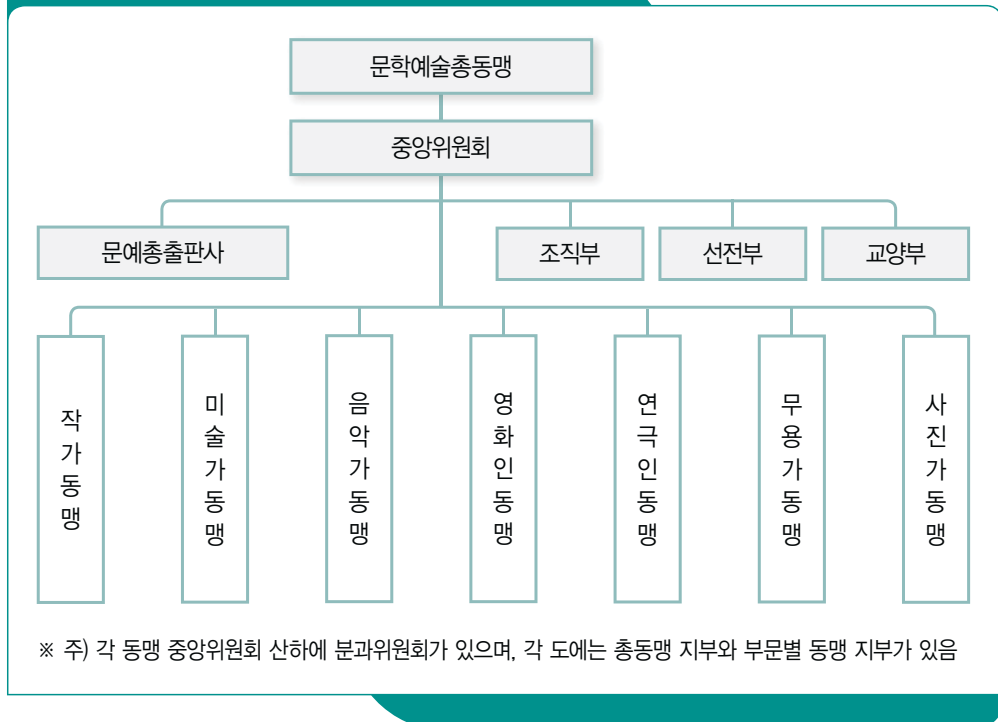 문학예술총동맹
중앙위원회
문예총출판사
조직부
선전부
교양부
작가동맹
미술가동맹
음악가동맹
영화인동맹
연극인동맹
무용가동맹
사진가동맹
※ 주) 각 동맹 중앙위원회 산하에 분과위원회가 있으며, 각 도에는 총동맹 지부와 부문별 동맹 지부가 있음